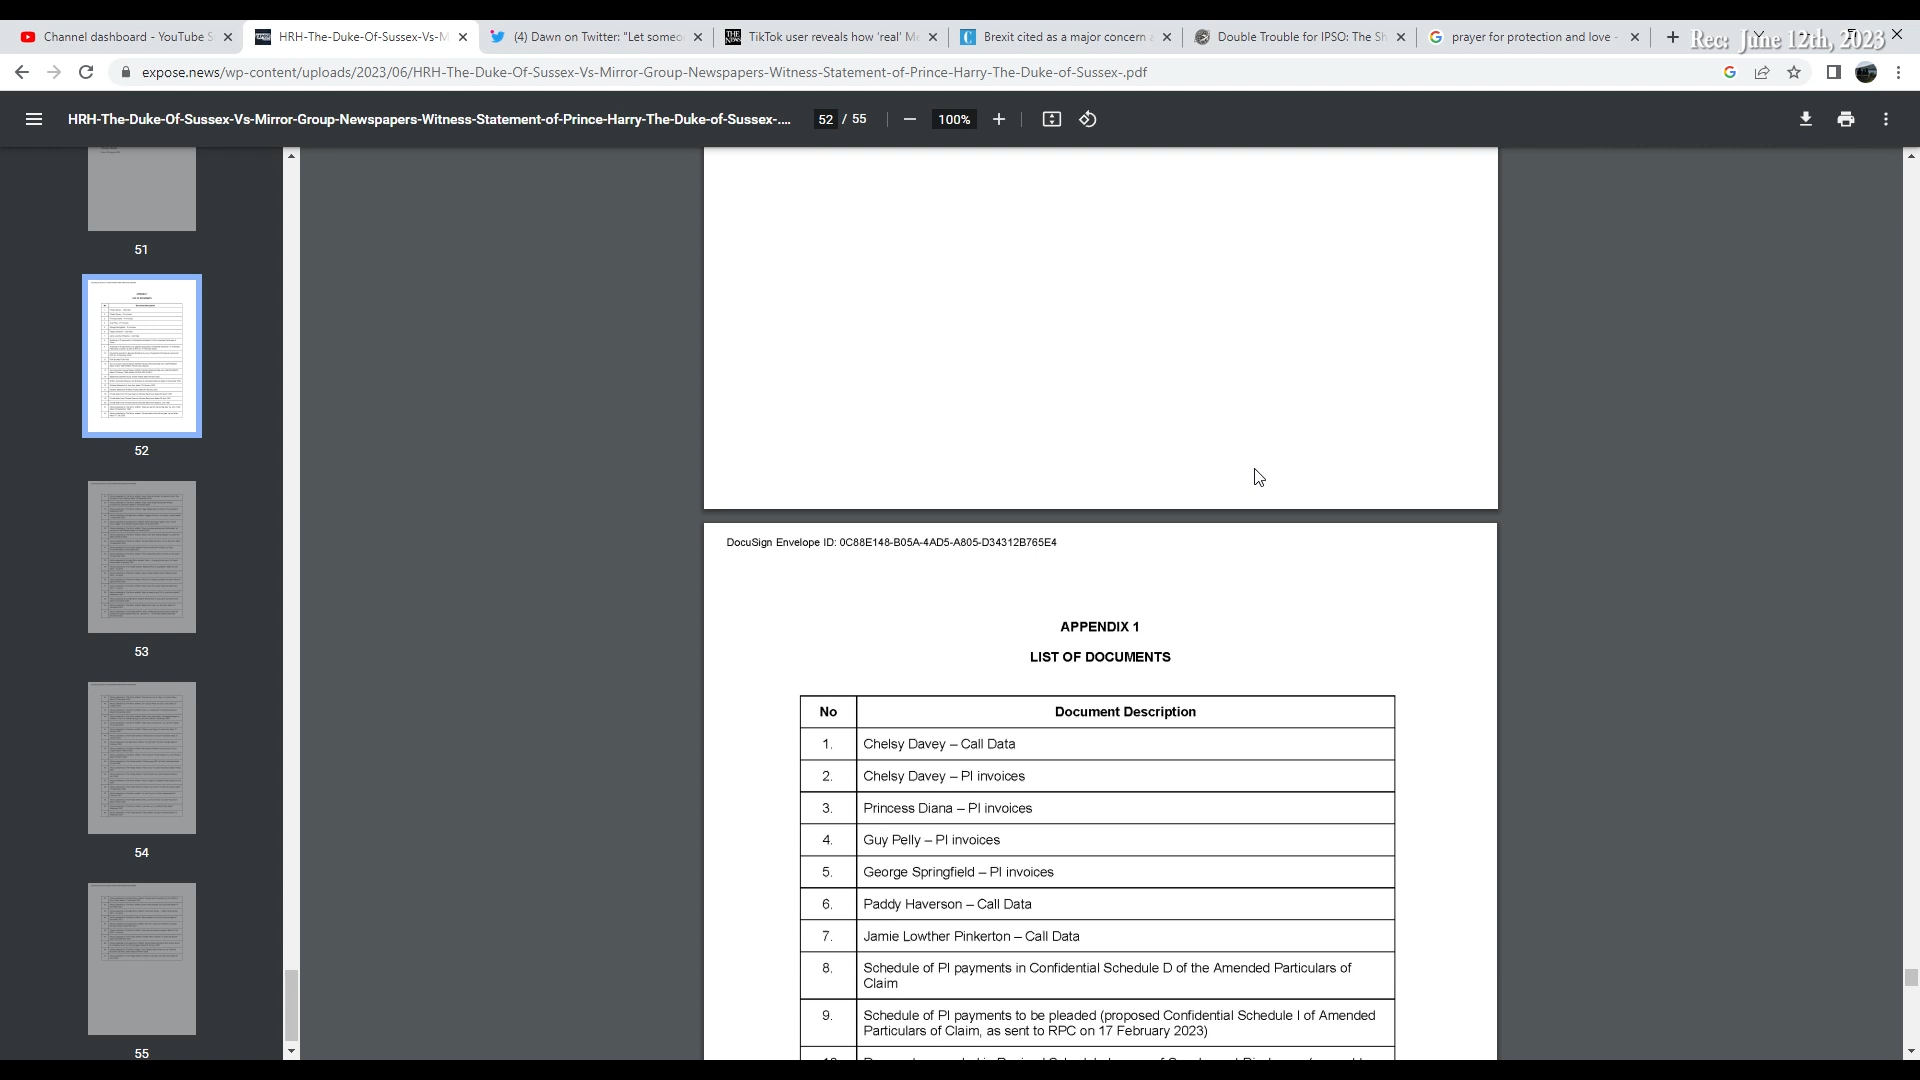 Channel dashboard - YouTube S
HRH-The-Duke-Of-Sussex-Vs-M
(4) Dawn on Twitter: "Let someo
TikTok user reveals how 'real' Me
Brexit cited as a major concern a
Double Trouble for IPSO: The Sh
prayer for protection and love -
Rec: June 12th, 2023
expose.news/wp-content/uploads/2023/06/HRH-The-Duke-Of-Sussex-Vs-Mirror-Group-Newspapers-Witness-Statement-of-Prince-Harry-The-Duke-of-Sussex-.pdf
HRH-The-Duke-Of-Sussex-Vs-Mirror-Group-Newspapers-Witness-Statement-of-Prince-Harry-The-Duke-of-Sussex-....
52 / 55
100%
51
52
53
54
55
DocuSign Envelope ID: 0C88E148-B05A-4AD5-A805-D34312B765E4
APPENDIX 1
LIST OF DOCUMENTS
No Document Description
1. Chelsy Davey – Call Data
2. Chelsy Davey – PI invoices
3. Princess Diana – PI invoices
4. Guy Pelly – PI invoices
5. George Springfield – PI invoices
6. Paddy Haverson – Call Data
7. Jamie Lowther Pinkerton – Call Data
8. Schedule of PI payments in Confidential Schedule D of the Amended Particulars of
Claim
9. Schedule of PI payments to be pleaded (proposed Confidential Schedule I of Amended
Particulars of Claim, as sent to RPC on 17 February 2023)